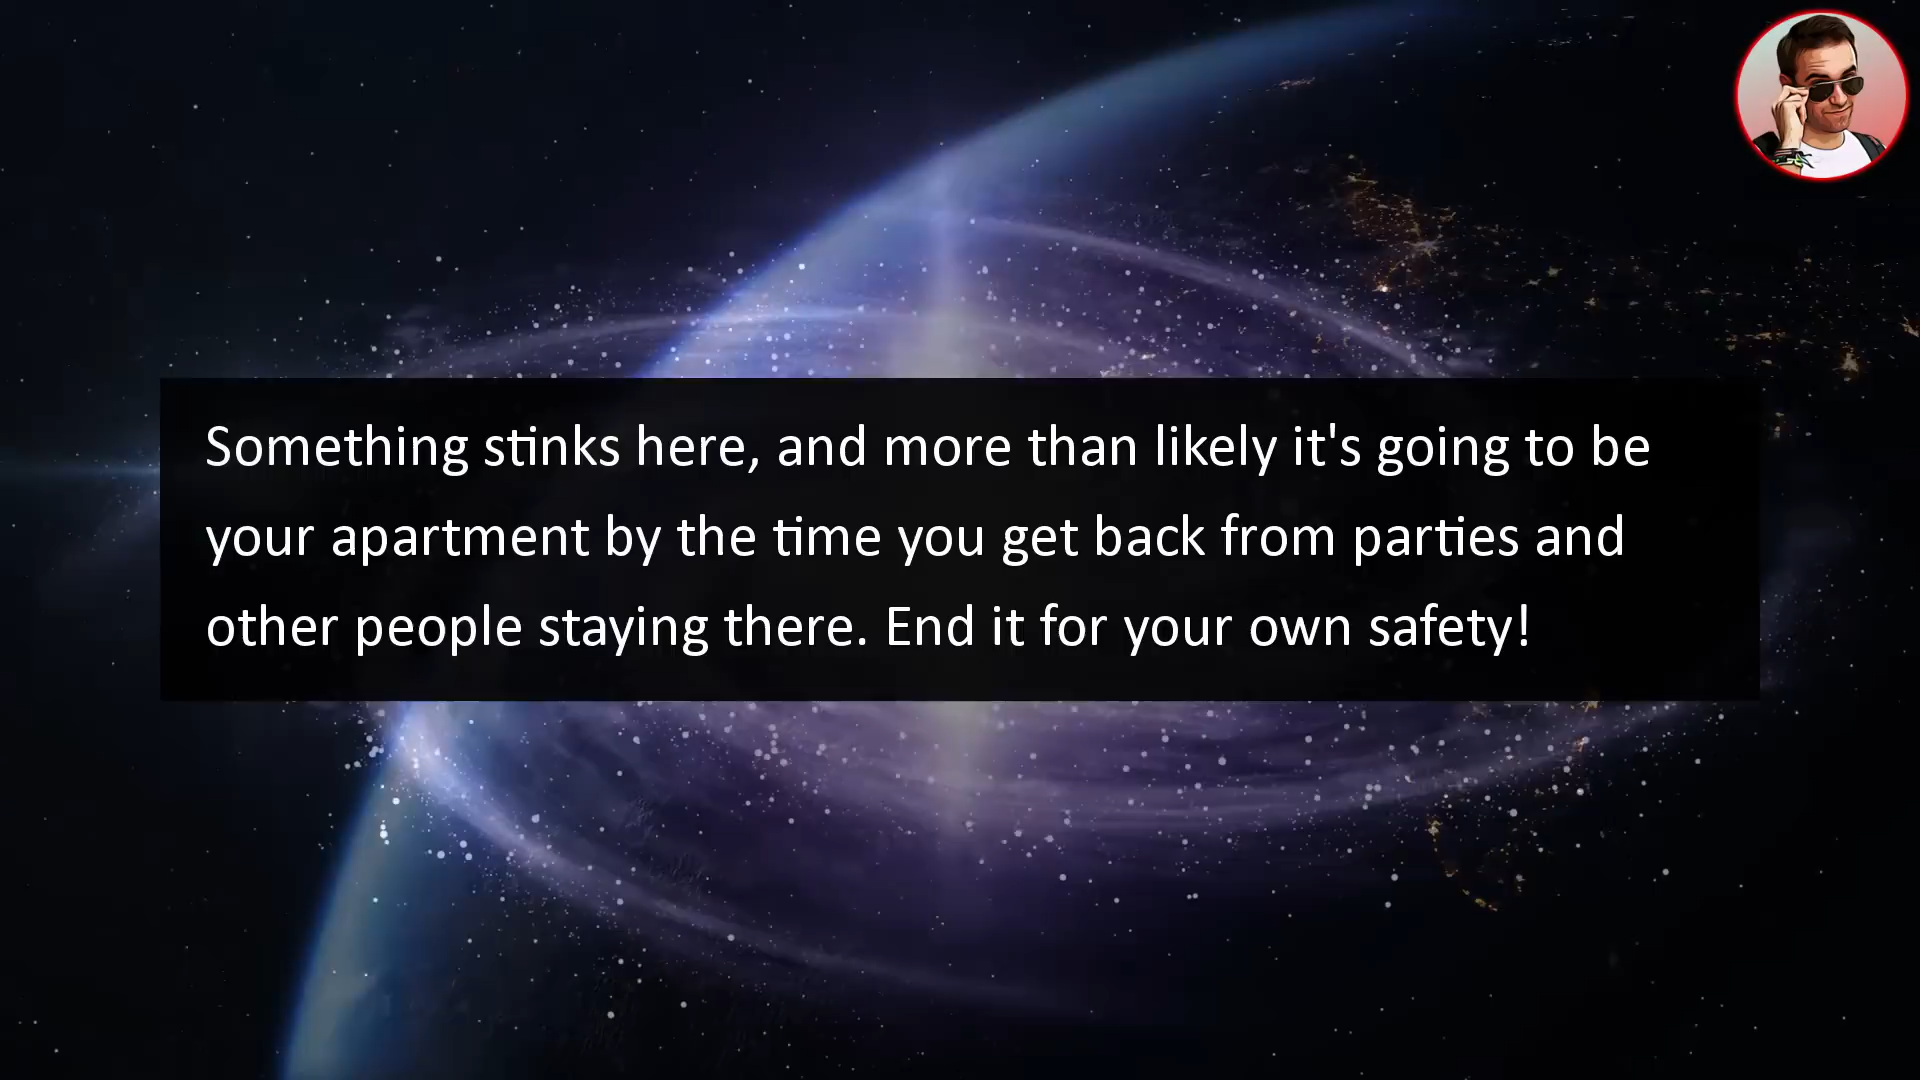 Something stinks here, and more than likely it's going to be
your apartment by the time you get back from parties and
other people staying there. End it for your own safety!